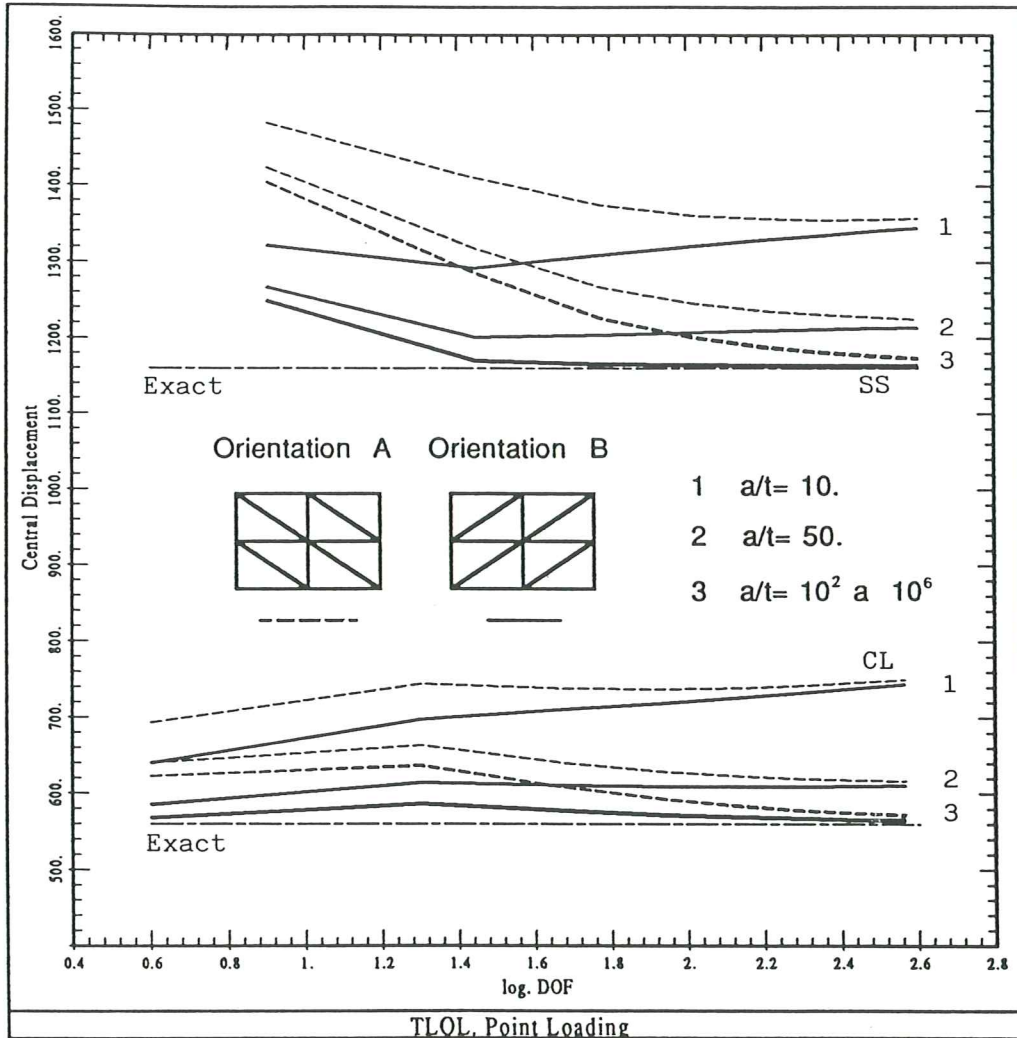 1600.
1500.
1400.
1300.
1200.
1100.
1000.
900.
800.
700.
600.
500.
Central Displacement
1
2
3
Exact
SS
Orientation A Orientation B
1 a/t= 10.
2 a/t= 50.
3 a/t= 10² a 10⁶
CL
1
2
3
Exact
0.4 0.6 0.8 1. 1.2 1.4 1.6 1.8 2. 2.2 2.4 2.6 2.8
log. DOF
TLQL, Point Loading